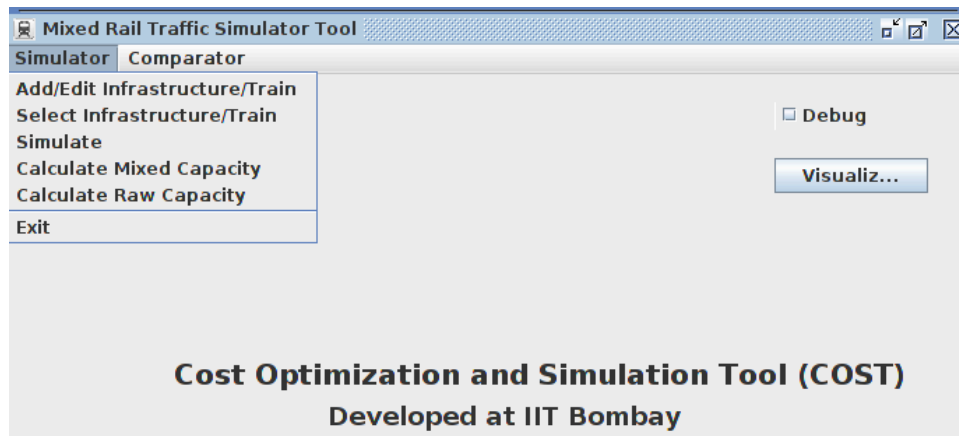 Mixed Rail Traffic Simulator Tool
Simulator Comparator
Add/Edit Infrastructure/Train
Select Infrastructure/Train
Simulate
Calculate Mixed Capacity
Calculate Raw Capacity
Exit
Debug
Visualiz...
Cost Optimization and Simulation Tool (COST)
Developed at IIT Bombay